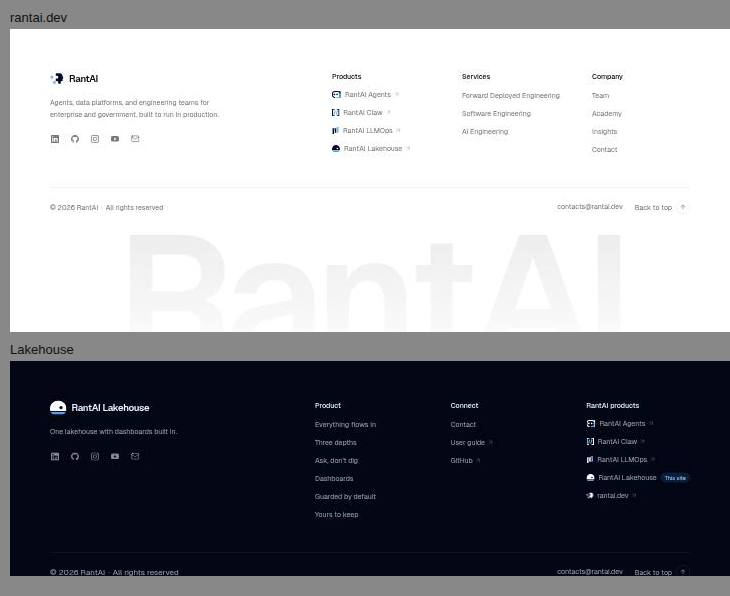 rantai.dev
RantAI
Agents, data platforms, and engineering teams for
enterprise and government, built to run in production.
Products
RantAI Agents
RantAI Claw
RantAI LLMOps
RantAI Lakehouse
Services
Forward Deployed Engineering
Software Engineering
AI Engineering
Company
Team
Academy
Insights
Contact
© 2026 RantAI · All rights reserved
contacts@rantai.dev
Back to top
RantAI
Lakehouse
RantAI Lakehouse
One lakehouse with dashboards built in.
Product
Everything flows in
Three depths
Ask, don't dig
Dashboards
Guarded by default
Yours to keep
Connect
Contact
User guide
GitHub
RantAI products
RantAI Agents
RantAI Claw
RantAI LLMOps
RantAI Lakehouse This site
rantai.dev
© 2026 RantAI · All rights reserved
contacts@rantai.dev
Back to top